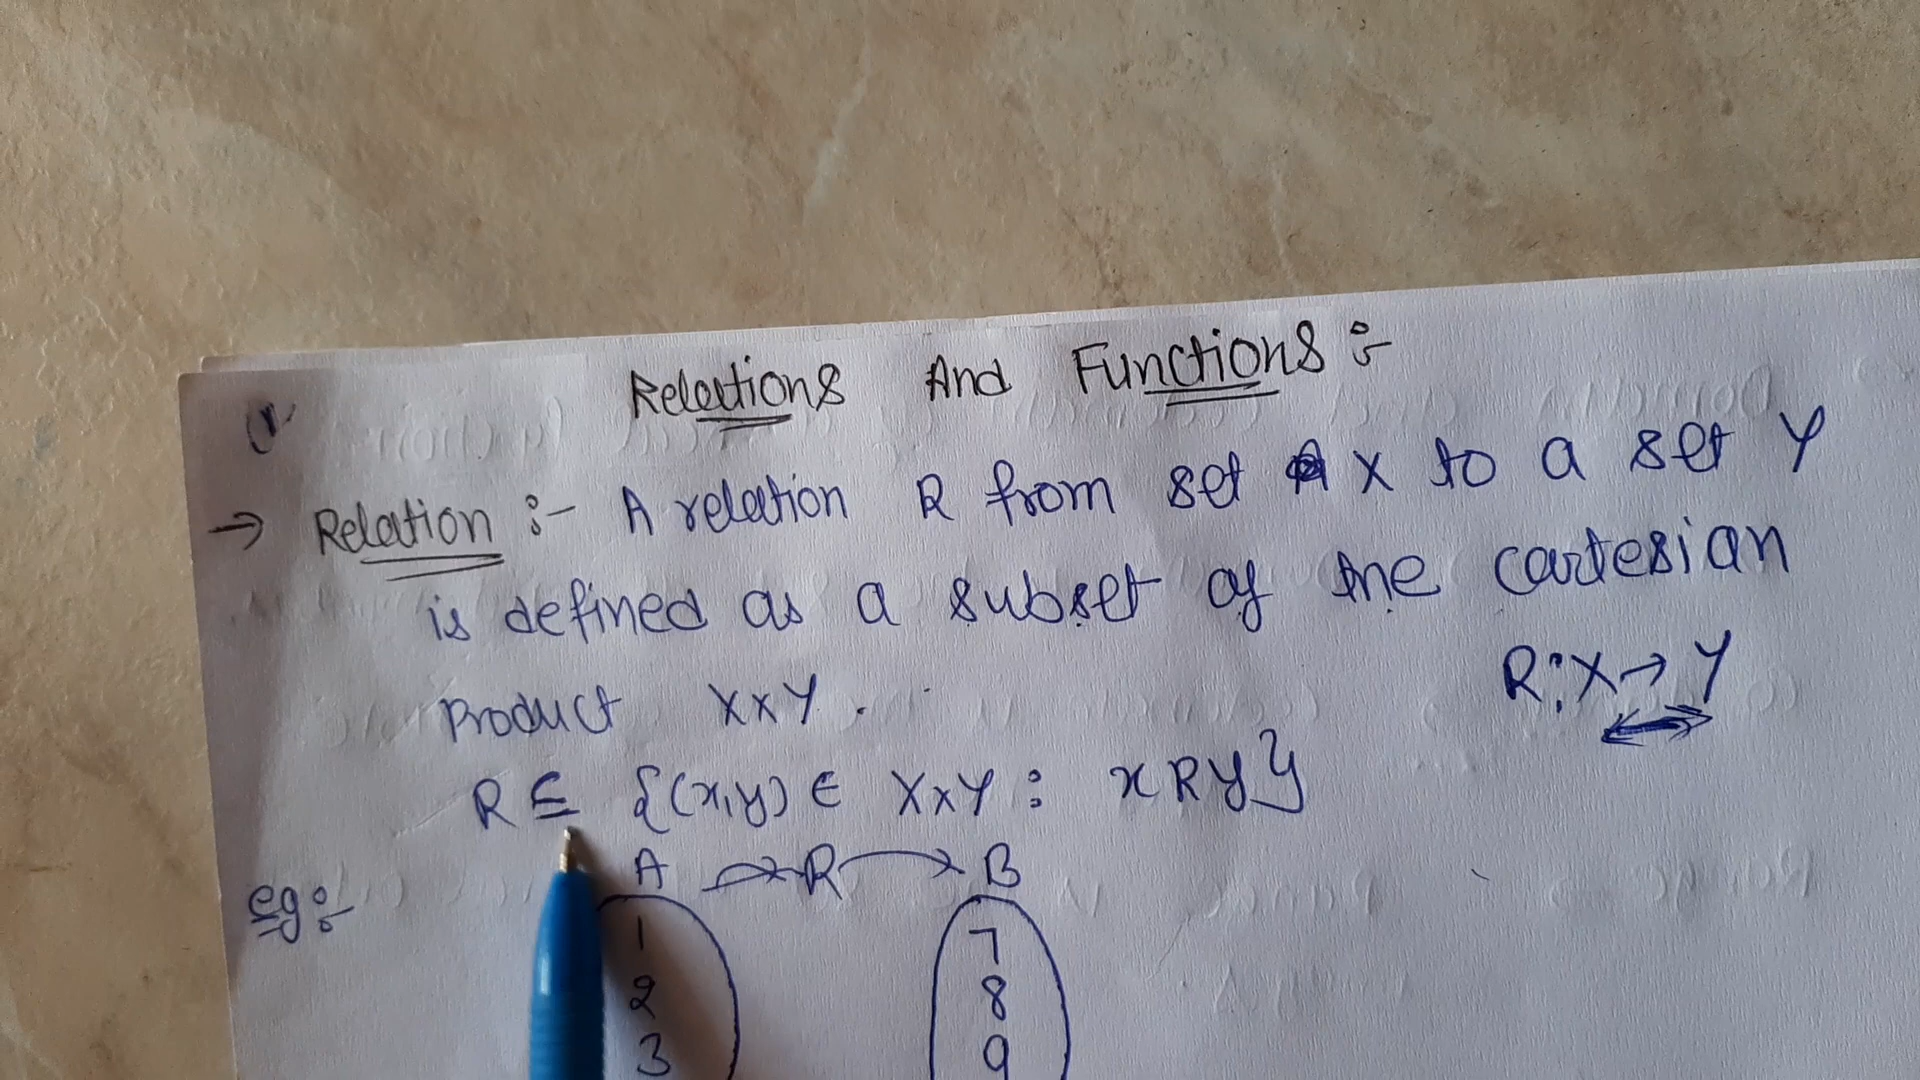 Relations And Functions :-
→ Relation :- A relation R from set X to a set Y
is defined as a subset of the cartesian
Product X×Y.
R:X→Y
R ⊆ {(x,y) ∈ X×Y : xRy}
A → R → B
eg:-
1 7
2 8
3 9